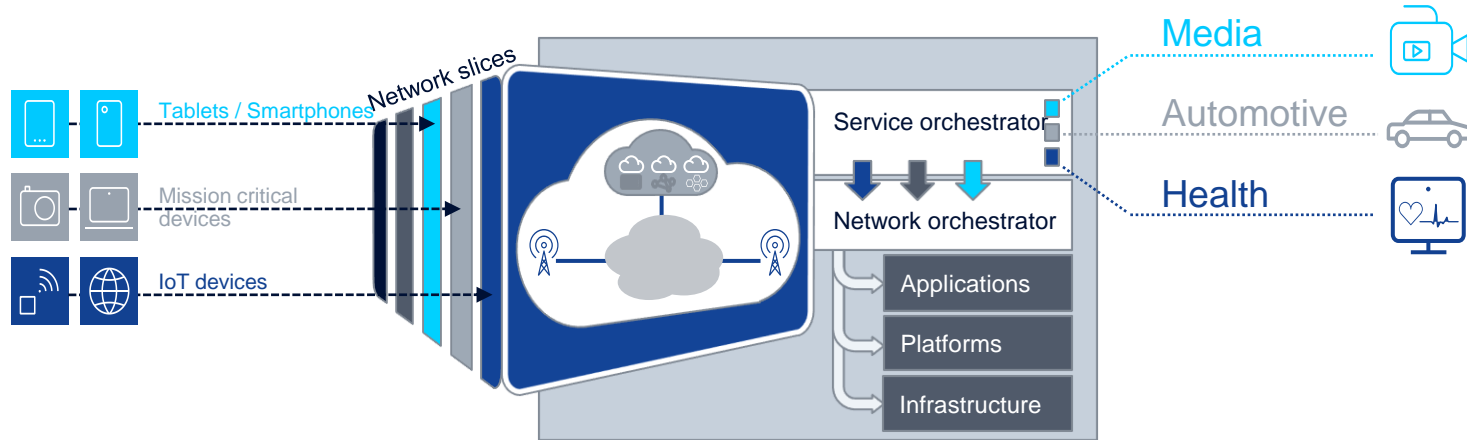 Network slices
Tablets / Smartphones
Mission critical
devices
IoT devices
Service orchestrator
Network orchestrator
Applications
Platforms
Infrastructure
Media
Automotive
Health